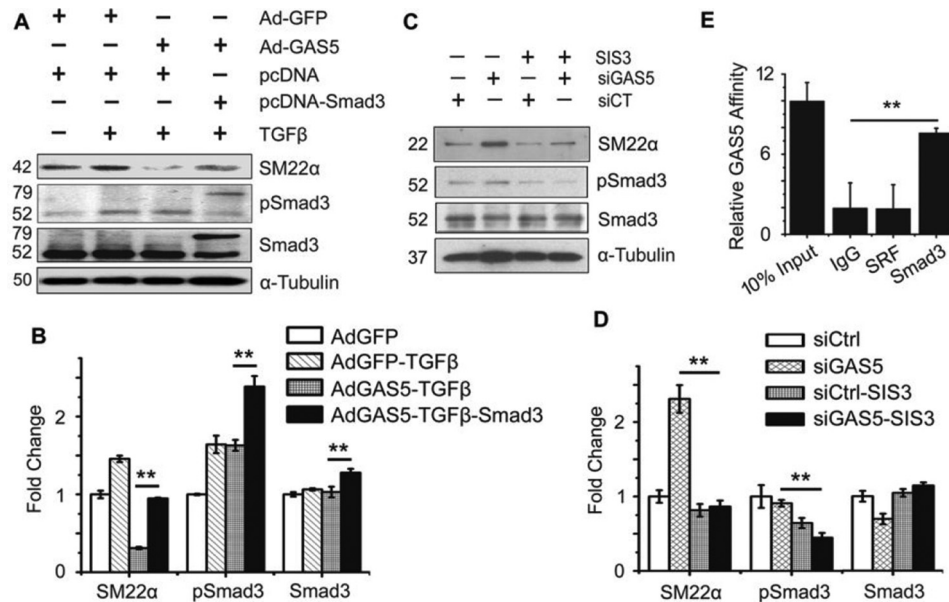 A
+ + − − Ad-GFP
− − + + Ad-GAS5
+ + + − pcDNA
− − − + pcDNA-Smad3
− + + + TGFβ
42 SM22α
79
52 pSmad3
79
52 Smad3
50 α-Tubulin
C
− − + + SIS3
− + − + siGAS5
+ − + − siCT
22 SM22α
52 pSmad3
52 Smad3
37 α-Tubulin
E
Relative GAS5 Affinity
12
8
4
0
**
10% Input
IgG
SRF
Smad3
B
AdGFP
AdGFP-TGFβ
AdGAS5-TGFβ
AdGAS5-TGFβ-Smad3
Fold Change
2
1
0
**
**
**
SM22α pSmad3 Smad3
D
siCtrl
siGAS5
siCtrl-SIS3
siGAS5-SIS3
Fold Change
2
1
0
**
**
SM22α pSmad3 Smad3